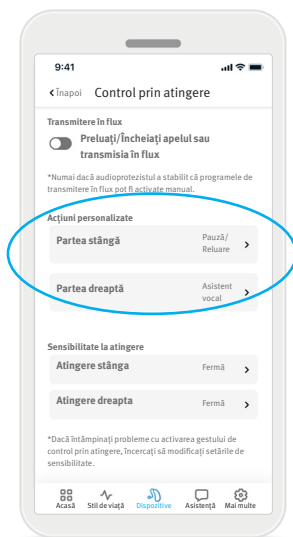 9:41
Înapoi Control prin atingere
Transmitere în flux
Preluați/Încheiați apelul sau
transmisia în flux
*Numai dacă audioprotezistul a stabilit că programele de
transmitere în flux pot fi activate manual.
Acțiuni personalizate
Partea stângă Pauză/
Reluare
Partea dreaptă Asistent
vocal
Sensibilitate la atingere
Atingere stânga Fermă
Atingere dreapta Fermă
*Dacă întâmpinați probleme cu activarea gestului de
control prin atingere, încercați să modificați setările de
sensibilitate.
Acasă Stil de viață Dispozitive Asistență Mai multe